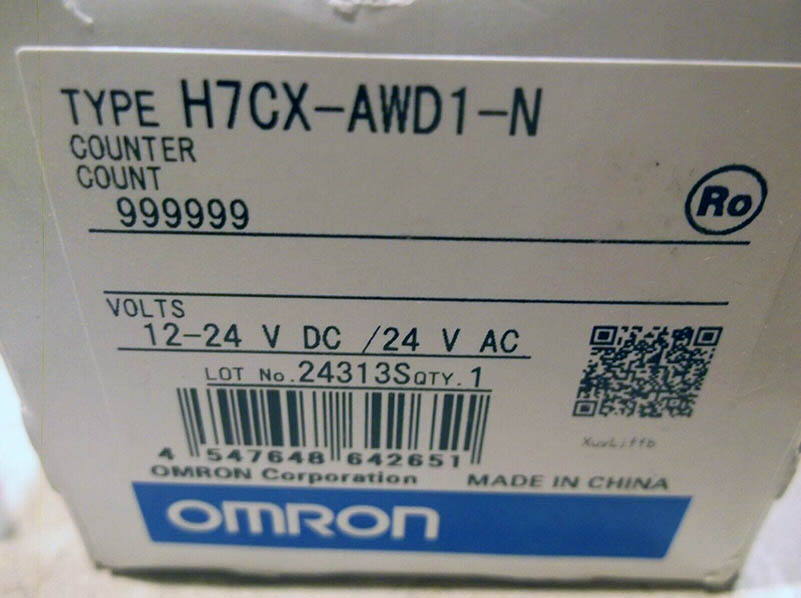 TYPE H7CX-AWD1-N
COUNTER
COUNT
999999
Ro
VOLTS
12-24 V DC /24 V AC
LOT No.24313S QTY.1
4 547648 642651
OMRON Corporation MADE IN CHINA
OMRON